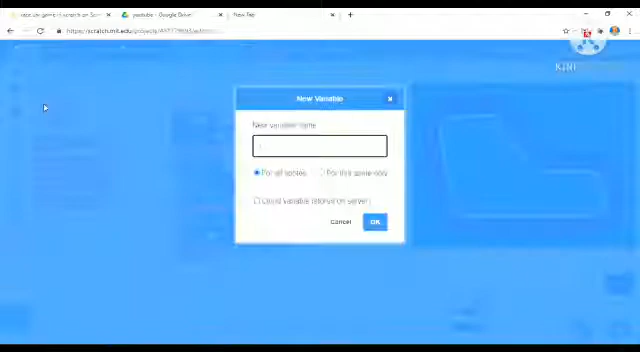 youtube - Google Drive
New Tab
https://scratch.mit.edu/projects/
KINE
New Variable
New variable name:
For all sprites
For this sprite only
Cloud variable (stored on server)
Cancel
OK